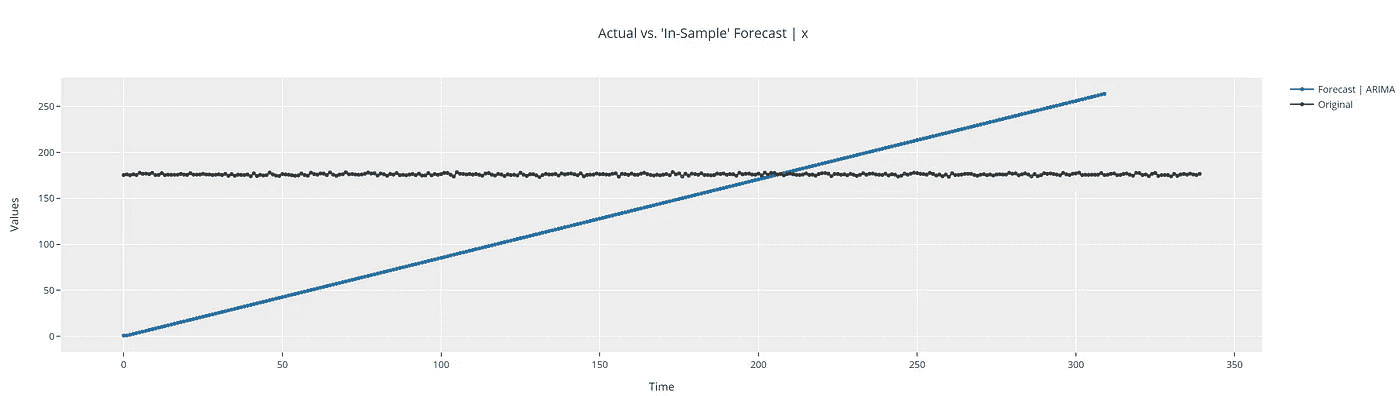 Actual vs. 'In-Sample' Forecast | x
Forecast | ARIMA
Original
Values
250
200
150
100
50
0
0 50 100 150 200 250 300 350
Time